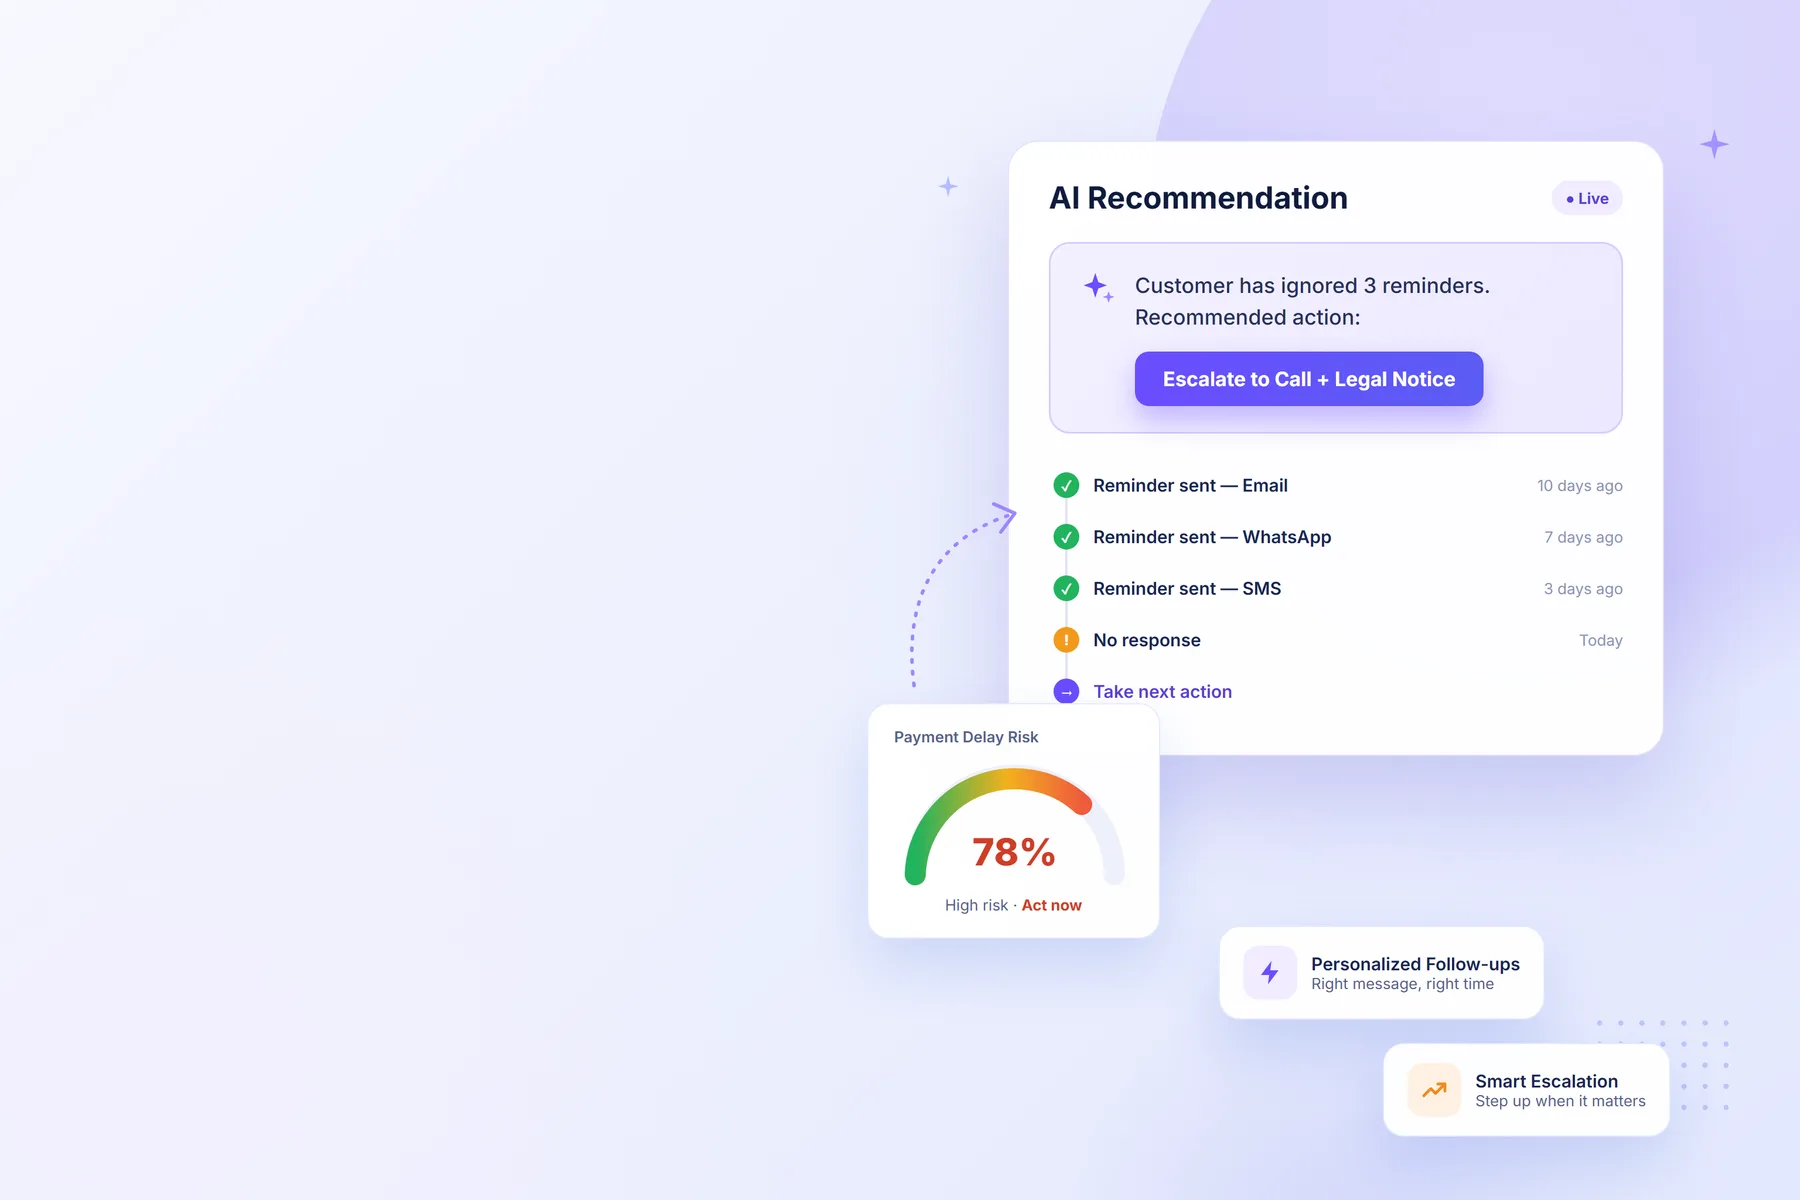 AI Recommendation
• Live
Customer has ignored 3 reminders.
Recommended action:
Escalate to Call + Legal Notice
Reminder sent — Email
10 days ago
Reminder sent — WhatsApp
7 days ago
Reminder sent — SMS
3 days ago
No response
Today
Take next action
Payment Delay Risk
78%
High risk · Act now
Personalized Follow-ups
Right message, right time
Smart Escalation
Step up when it matters